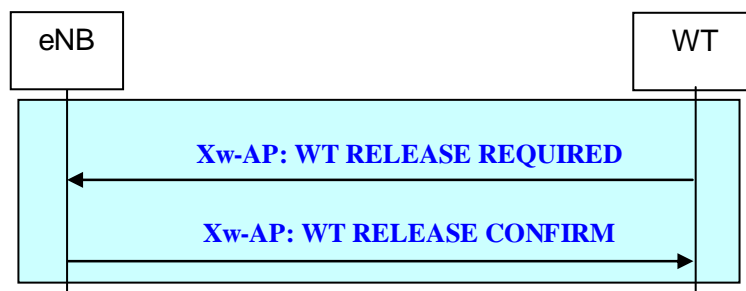 eNB
WT
Xw-AP: WT RELEASE REQUIRED
Xw-AP: WT RELEASE CONFIRM